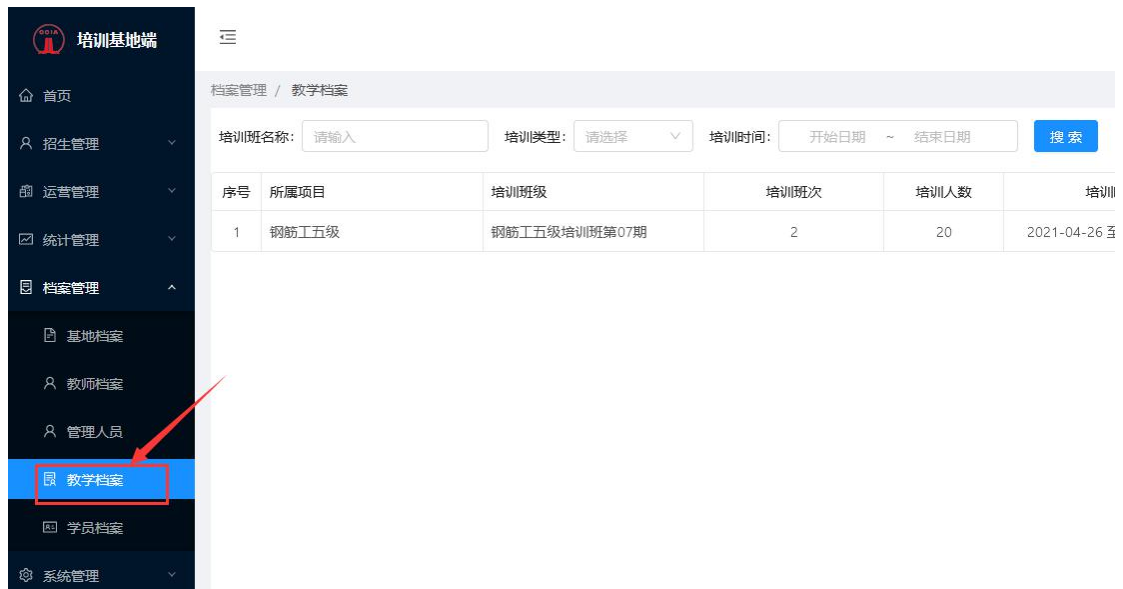 培训基地端
首页
招生管理
运营管理
统计管理
档案管理
基地档案
教师档案
管理人员
教学档案
学员档案
系统管理
档案管理 / 教学档案
培训班名称: 请输入 培训类型: 请选择 培训时间: 开始日期 ~ 结束日期 搜 索
序号 所属项目 培训班级 培训班次 培训人数 培训
1 钢筋工五级 钢筋工五级培训班第07期 2 20 2021-04-26 至